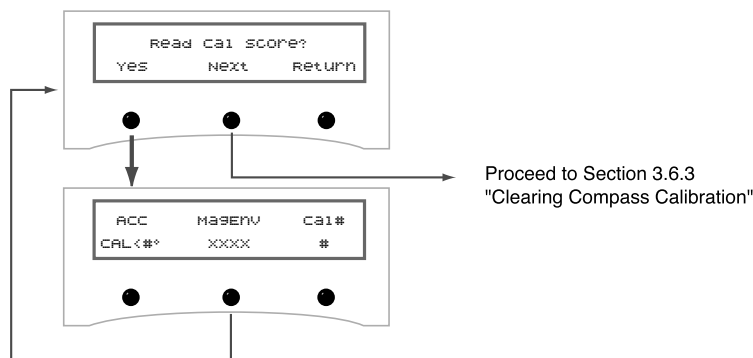 Read Cal Score?
Yes Next Return
Proceed to Section 3.6.3
"Clearing Compass Calibration"
ACC MagEnv Cal#
CAL<#° XXXX #